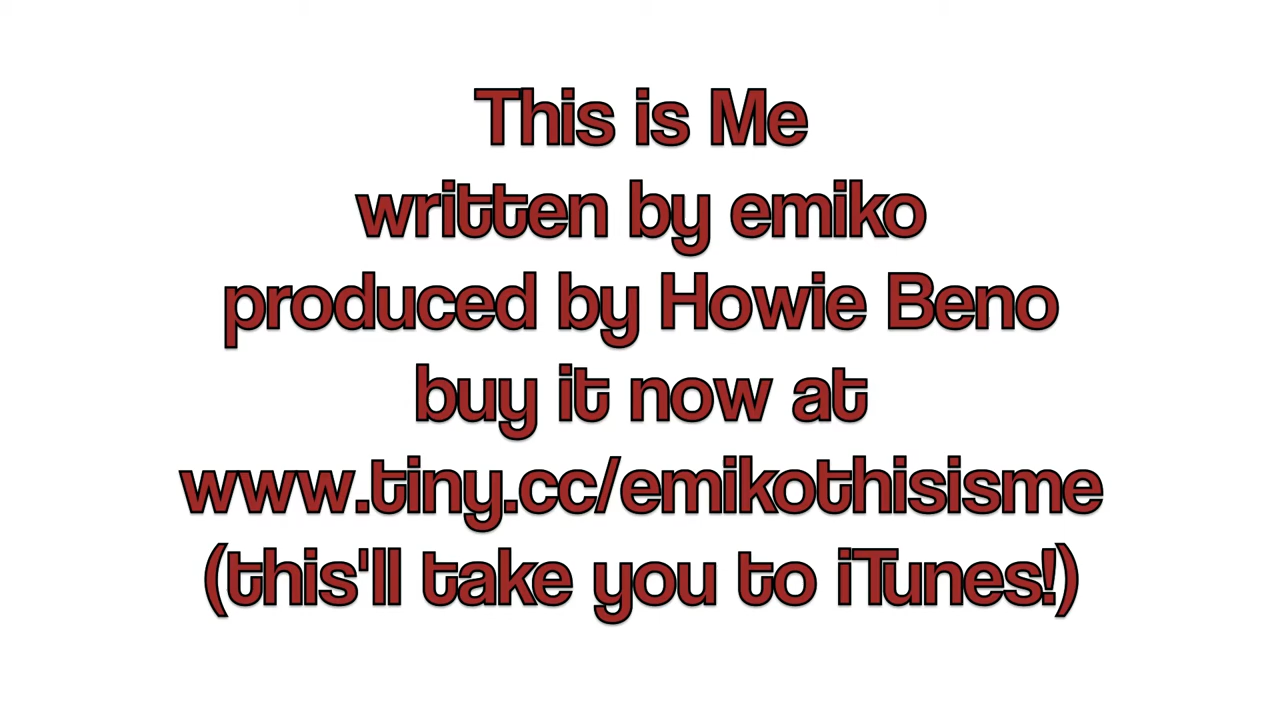 This is Me
written by emiko
produced by Howie Beno
buy it now at
www.tiny.cc/emikothisisme
(this'll take you to iTunes!)